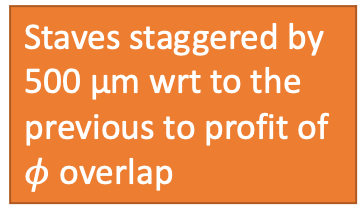 Staves staggered by
500 μm wrt to the
previous to profit of
𝜙 overlap